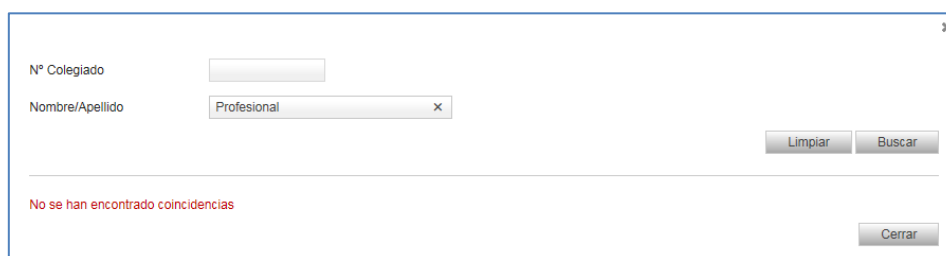 Nº Colegiado
Nombre/Apellido Profesional
Limpiar Buscar
No se han encontrado coincidencias
Cerrar